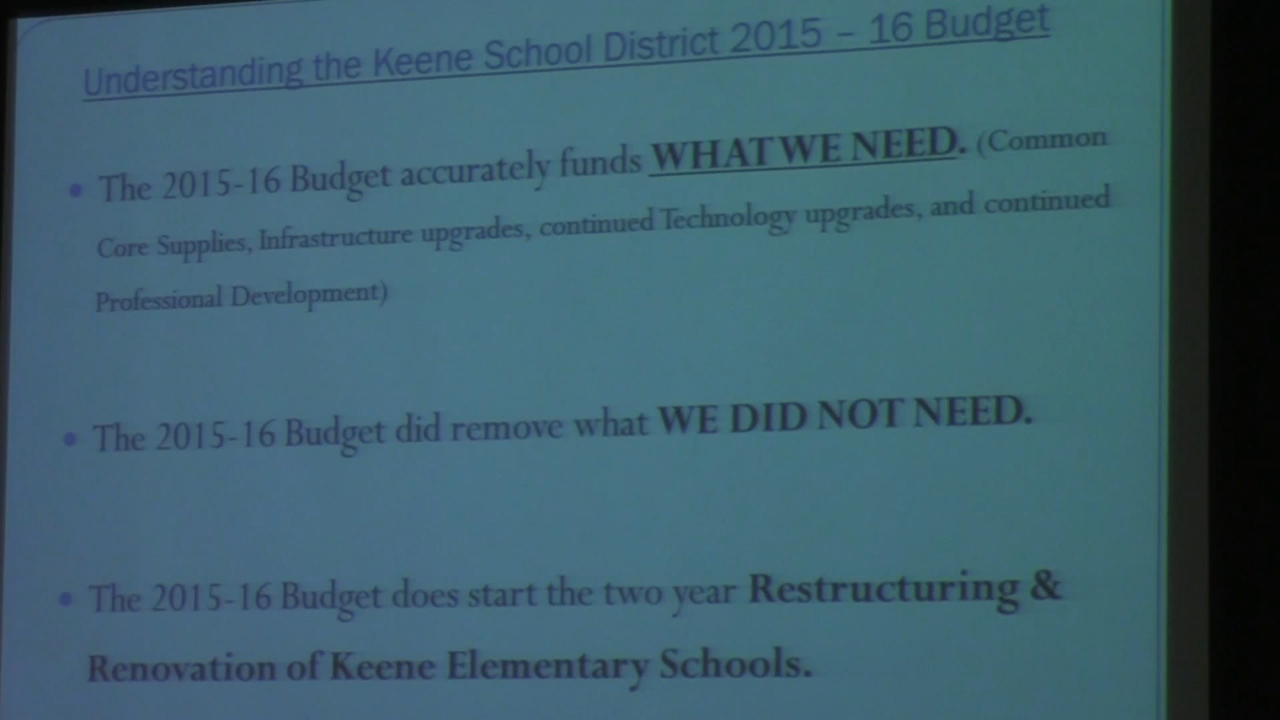 Understanding the Keene School District 2015 – 16 Budget
• The 2015-16 Budget accurately funds WHAT WE NEED. (Common
Core Supplies, Infrastructure upgrades, continued Technology upgrades, and continued
Professional Development)
• The 2015-16 Budget did remove what WE DID NOT NEED.
• The 2015-16 Budget does start the two year Restructuring &
Renovation of Keene Elementary Schools.